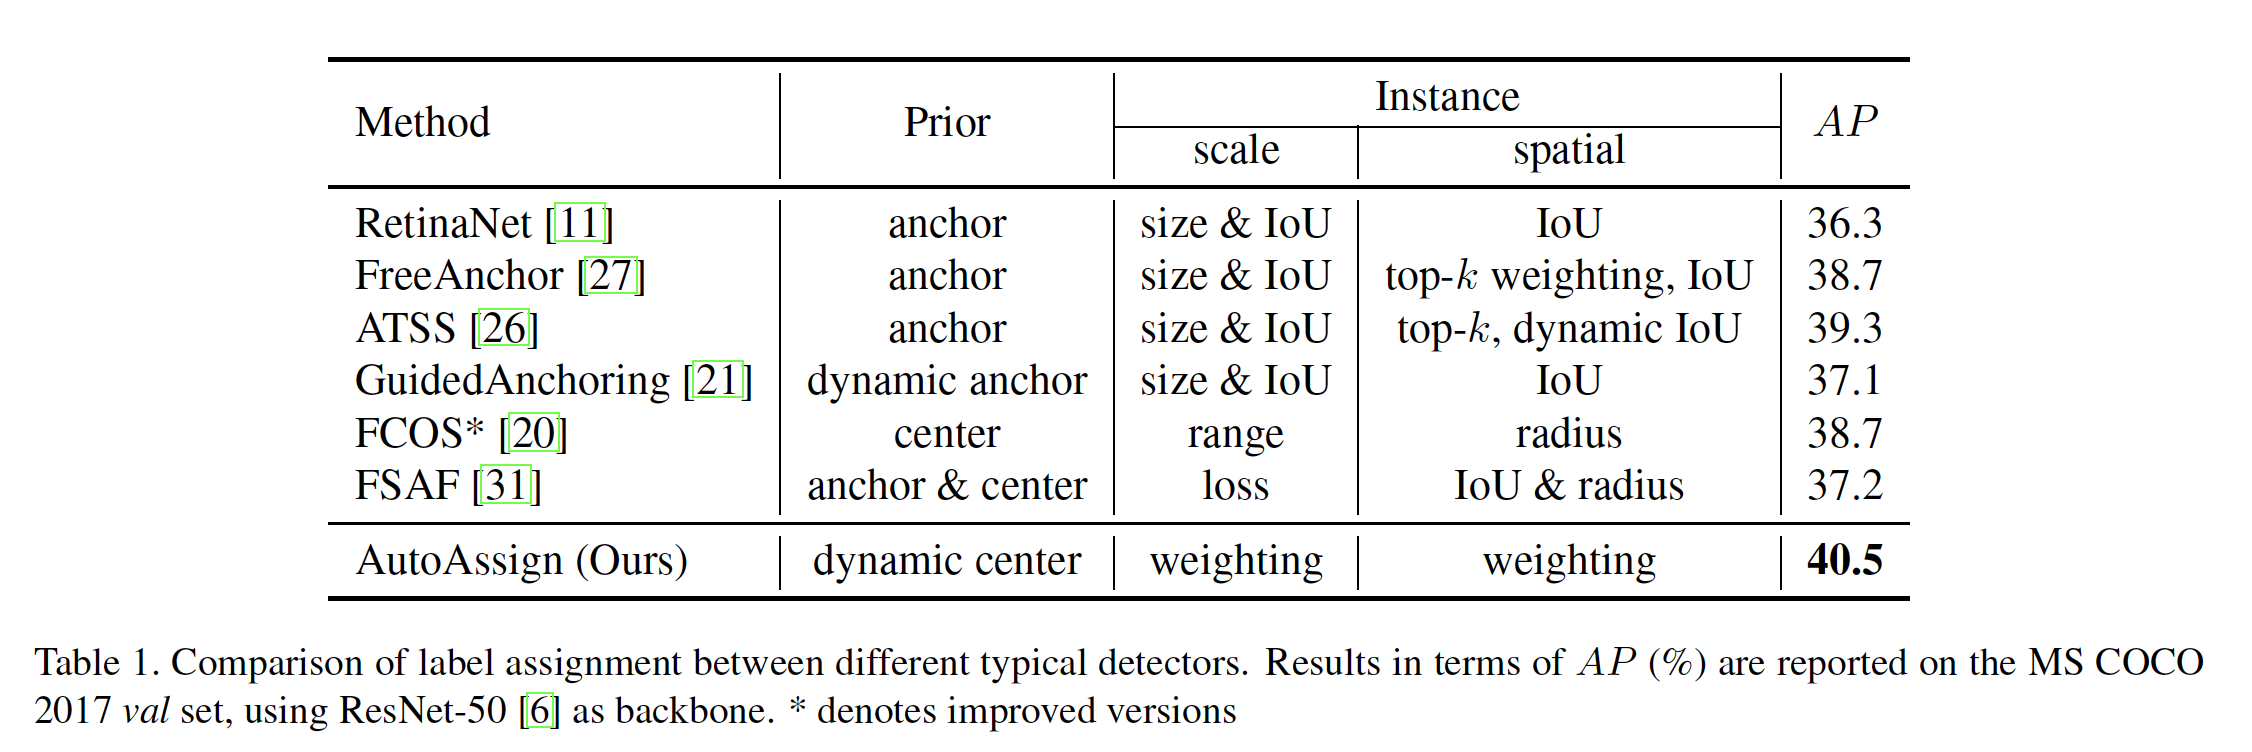 Method Prior Instance AP
scale spatial
RetinaNet [11] anchor size & IoU IoU 36.3
FreeAnchor [27] anchor size & IoU top-k weighting, IoU 38.7
ATSS [26] anchor size & IoU top-k, dynamic IoU 39.3
GuidedAnchoring [21] dynamic anchor size & IoU IoU 37.1
FCOS* [20] center range radius 38.7
FSAF [31] anchor & center loss IoU & radius 37.2
AutoAssign (Ours) dynamic center weighting weighting 40.5
Table 1. Comparison of label assignment between different typical detectors. Results in terms of AP (%) are reported on the MS COCO
2017 val set, using ResNet-50 [6] as backbone. * denotes improved versions